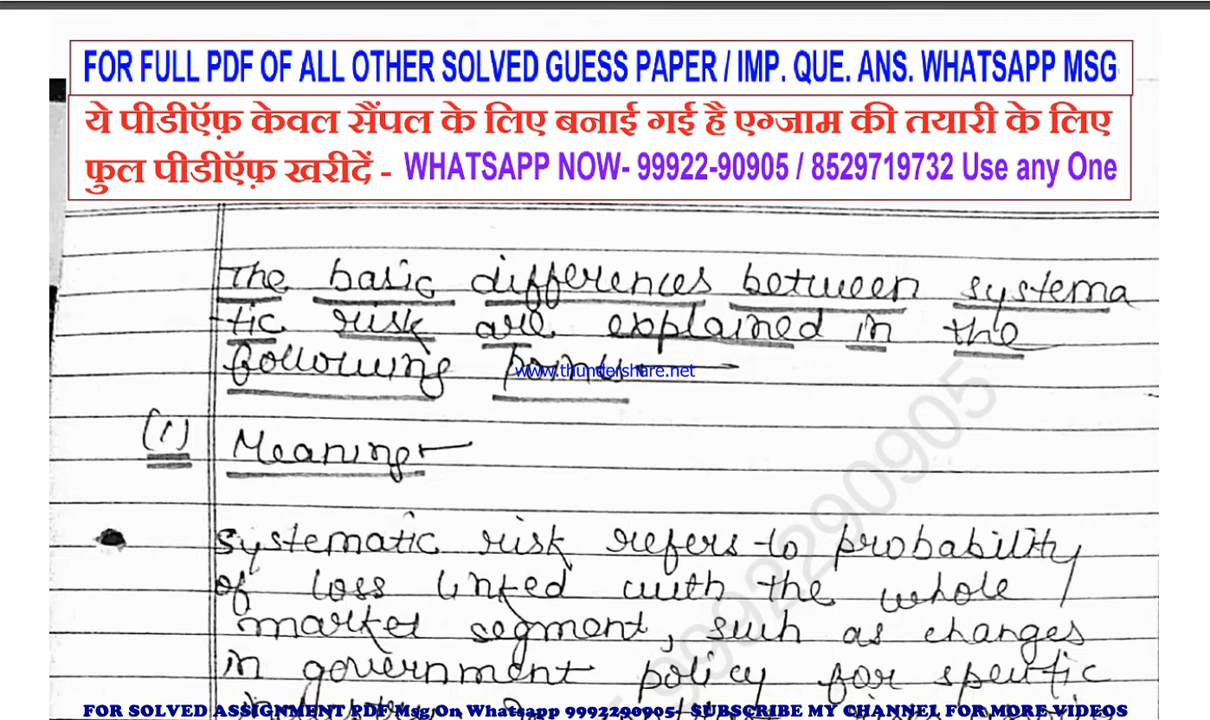 FOR FULL PDF OF ALL OTHER SOLVED GUESS PAPER / IMP. QUE. ANS. WHATSAPP MSG
ये पीडीऍफ़ केवल सैंपल के लिए बनाई गई है एग्जाम की तयारी के लिए
फुल पीडीऍफ़ खरीदें - WHATSAPP NOW- 99922-90905 / 8529719732 Use any One
The basic differences between systema
tic risk are explained in the
following points:—
www.thundershare.net
(1) Meaning:-
systematic risk refers to probability
of loss linked with the whole
market segment, such as changes
in government policy for speific
9992290905
FOR SOLVED ASSIGNMENT PDF Msg On Whatsapp 9992290905/ SUBSCRIBE MY CHANNEL FOR MORE VIDEOS